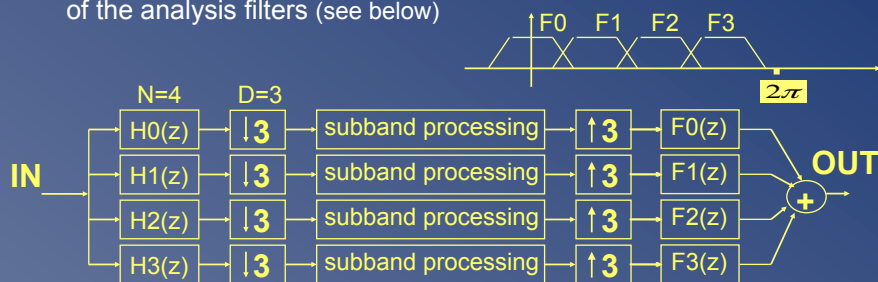 of the analysis filters (see below)
F0 F1 F2 F3
2π
N=4 D=3
H0(z) ↓3 subband processing ↑3 F0(z)
IN OUT
H1(z) ↓3 subband processing ↑3 F1(z)
+
H2(z) ↓3 subband processing ↑3 F2(z)
H3(z) ↓3 subband processing ↑3 F3(z)